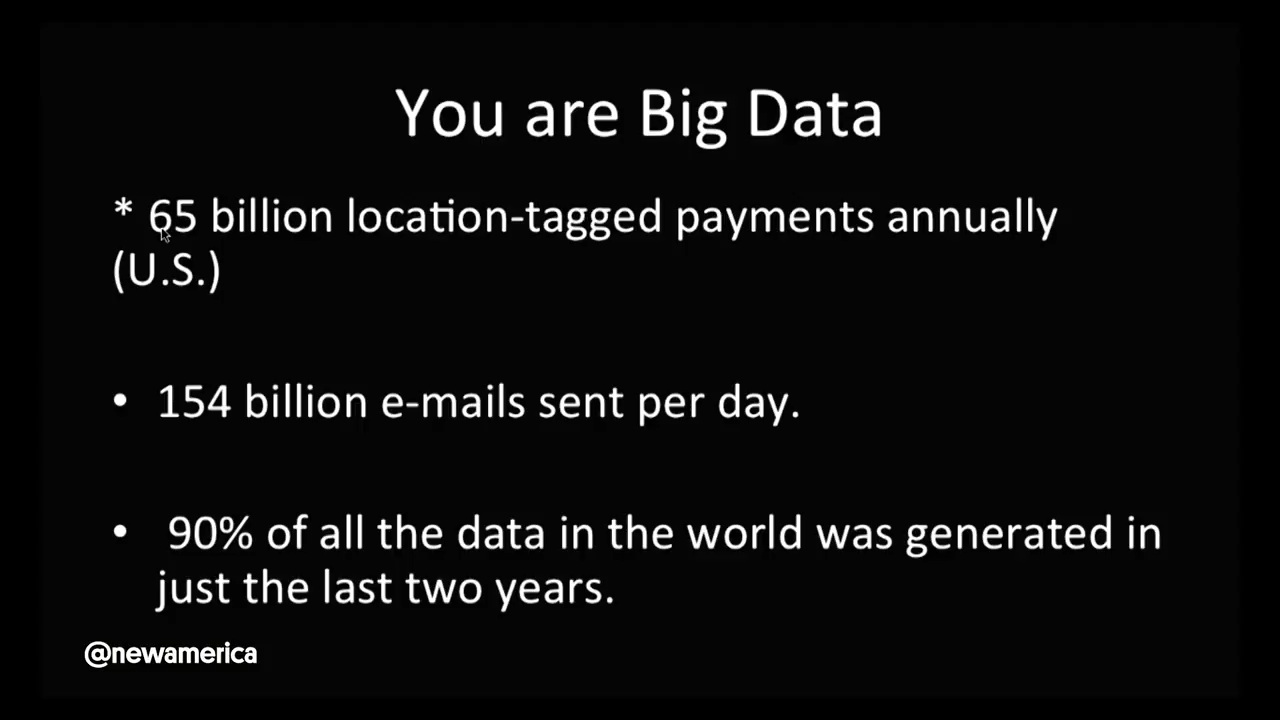 You are Big Data
* 65 billion location-tagged payments annually
(U.S.)
• 154 billion e-mails sent per day.
• 90% of all the data in the world was generated in
just the last two years.
@newamerica